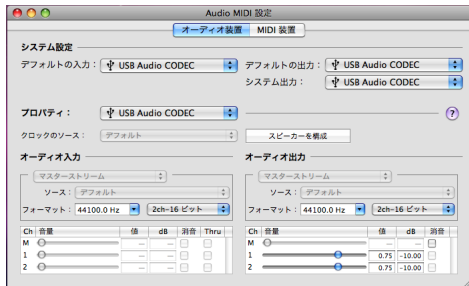 Audio MIDI 設定
オーディオ装置 MIDI 装置
システム設定
デフォルトの入力： USB Audio CODEC デフォルトの出力： USB Audio CODEC
システム出力： USB Audio CODEC
プロパティ： USB Audio CODEC ?
クロックのソース： デフォルト スピーカーを構成
オーディオ入力 オーディオ出力
マスターストリーム マスターストリーム
ソース： デフォルト ソース： デフォルト
フォーマット： 44100.0 Hz 2ch-16 ビット フォーマット： 44100.0 Hz 2ch-16 ビット
Ch 音量 値 dB 消音 Thru Ch 音量 値 dB 消音
M -- -- M -- --
1 -- -- 1 0.75 -10.00
2 -- -- 2 0.75 -10.00